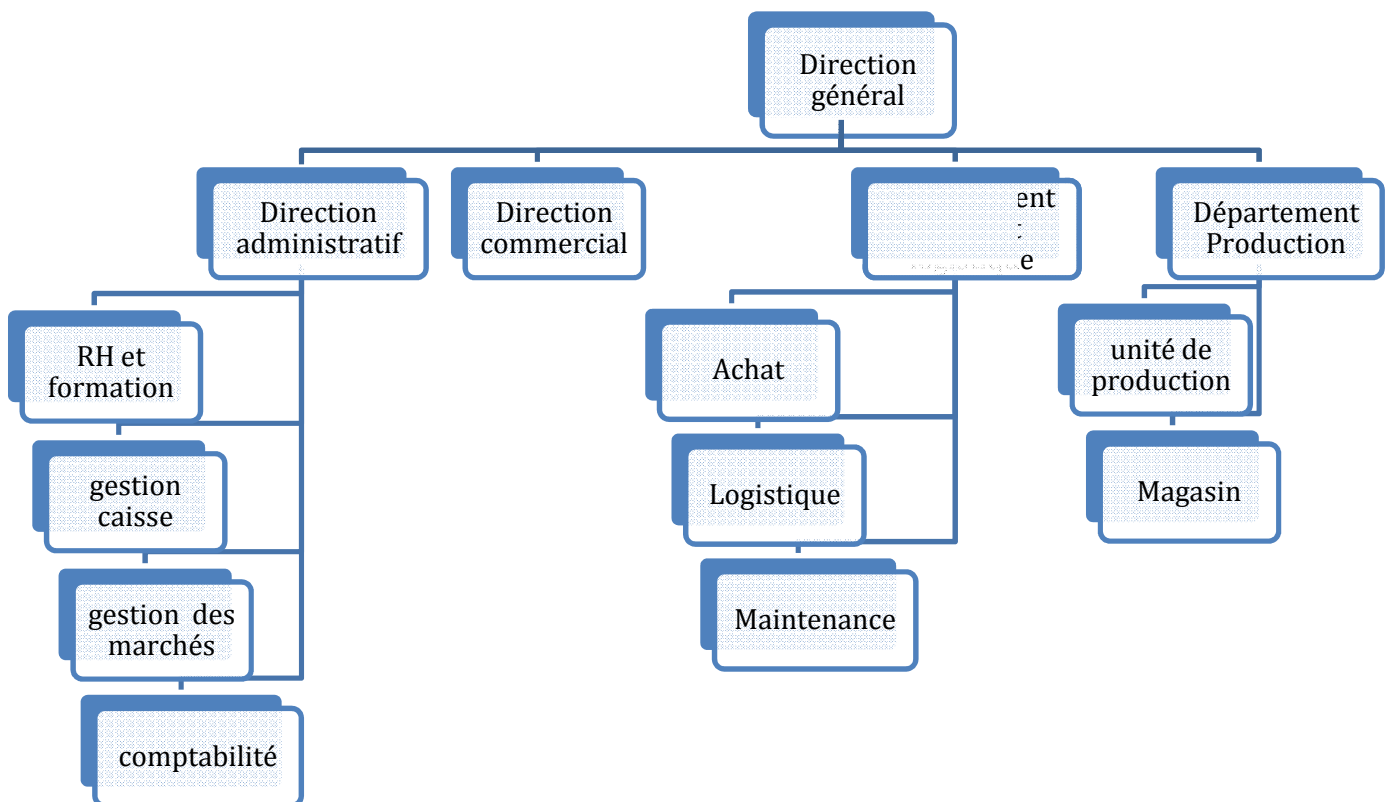 Direction
général
Direction
administratif
Direction
commercial
Département
Production
RH et
formation
Achat
unité de
production
gestion
caisse
Logistique
Magasin
gestion des
marchés
Maintenance
comptabilité